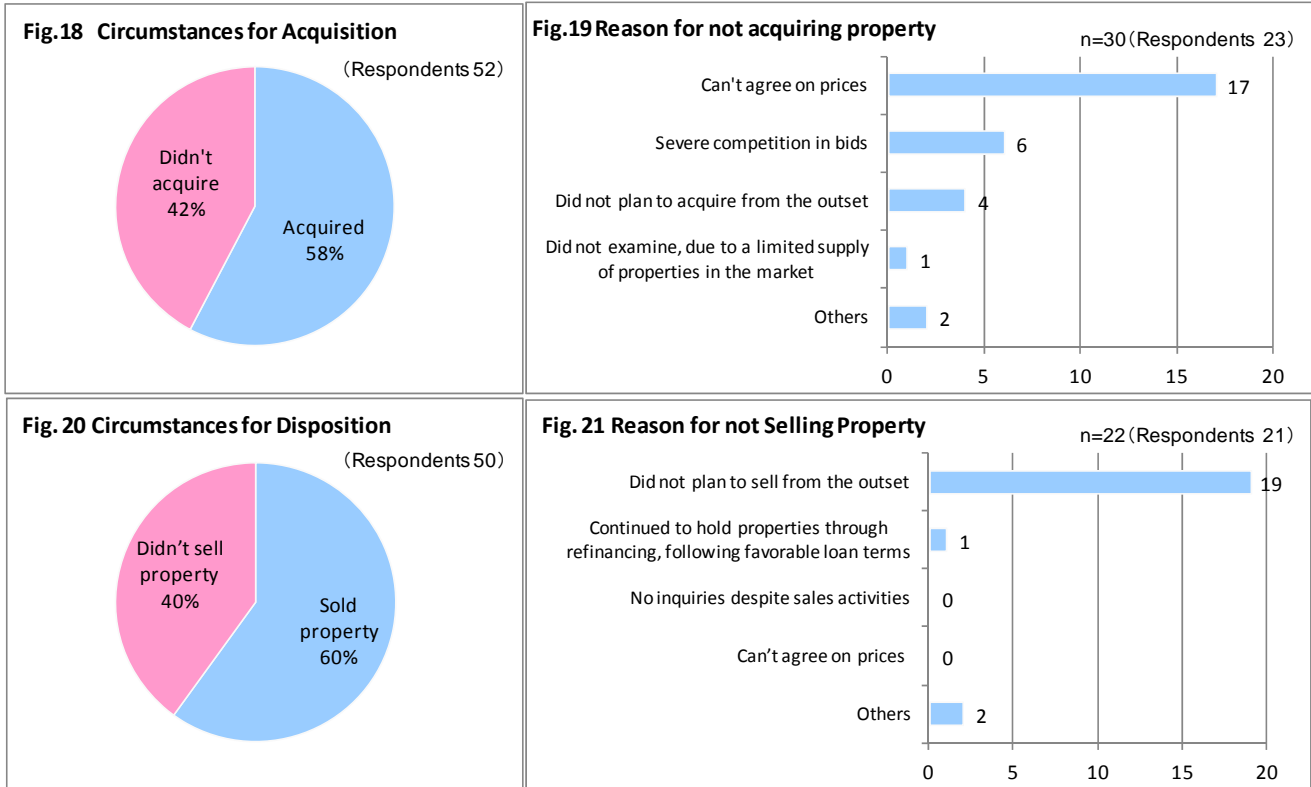 Fig.18 Circumstances for Acquisition
(Respondents 52)
Didn't
acquire
42%
Acquired
58%
Fig.19 Reason for not acquiring property
n=30(Respondents 23)
Can't agree on prices
17
Severe competition in bids
6
Did not plan to acquire from the outset
4
Did not examine, due to a limited supply
of properties in the market
1
Others
2
0 5 10 15 20
Fig. 20 Circumstances for Disposition
(Respondents 50)
Didn’t sell
property
40%
Sold
property
60%
Fig. 21 Reason for not Selling Property
n=22(Respondents 21)
Did not plan to sell from the outset
19
Continued to hold properties through
refinancing, following favorable loan terms
1
No inquiries despite sales activities
0
Can’t agree on prices
0
Others
2
0 5 10 15 20